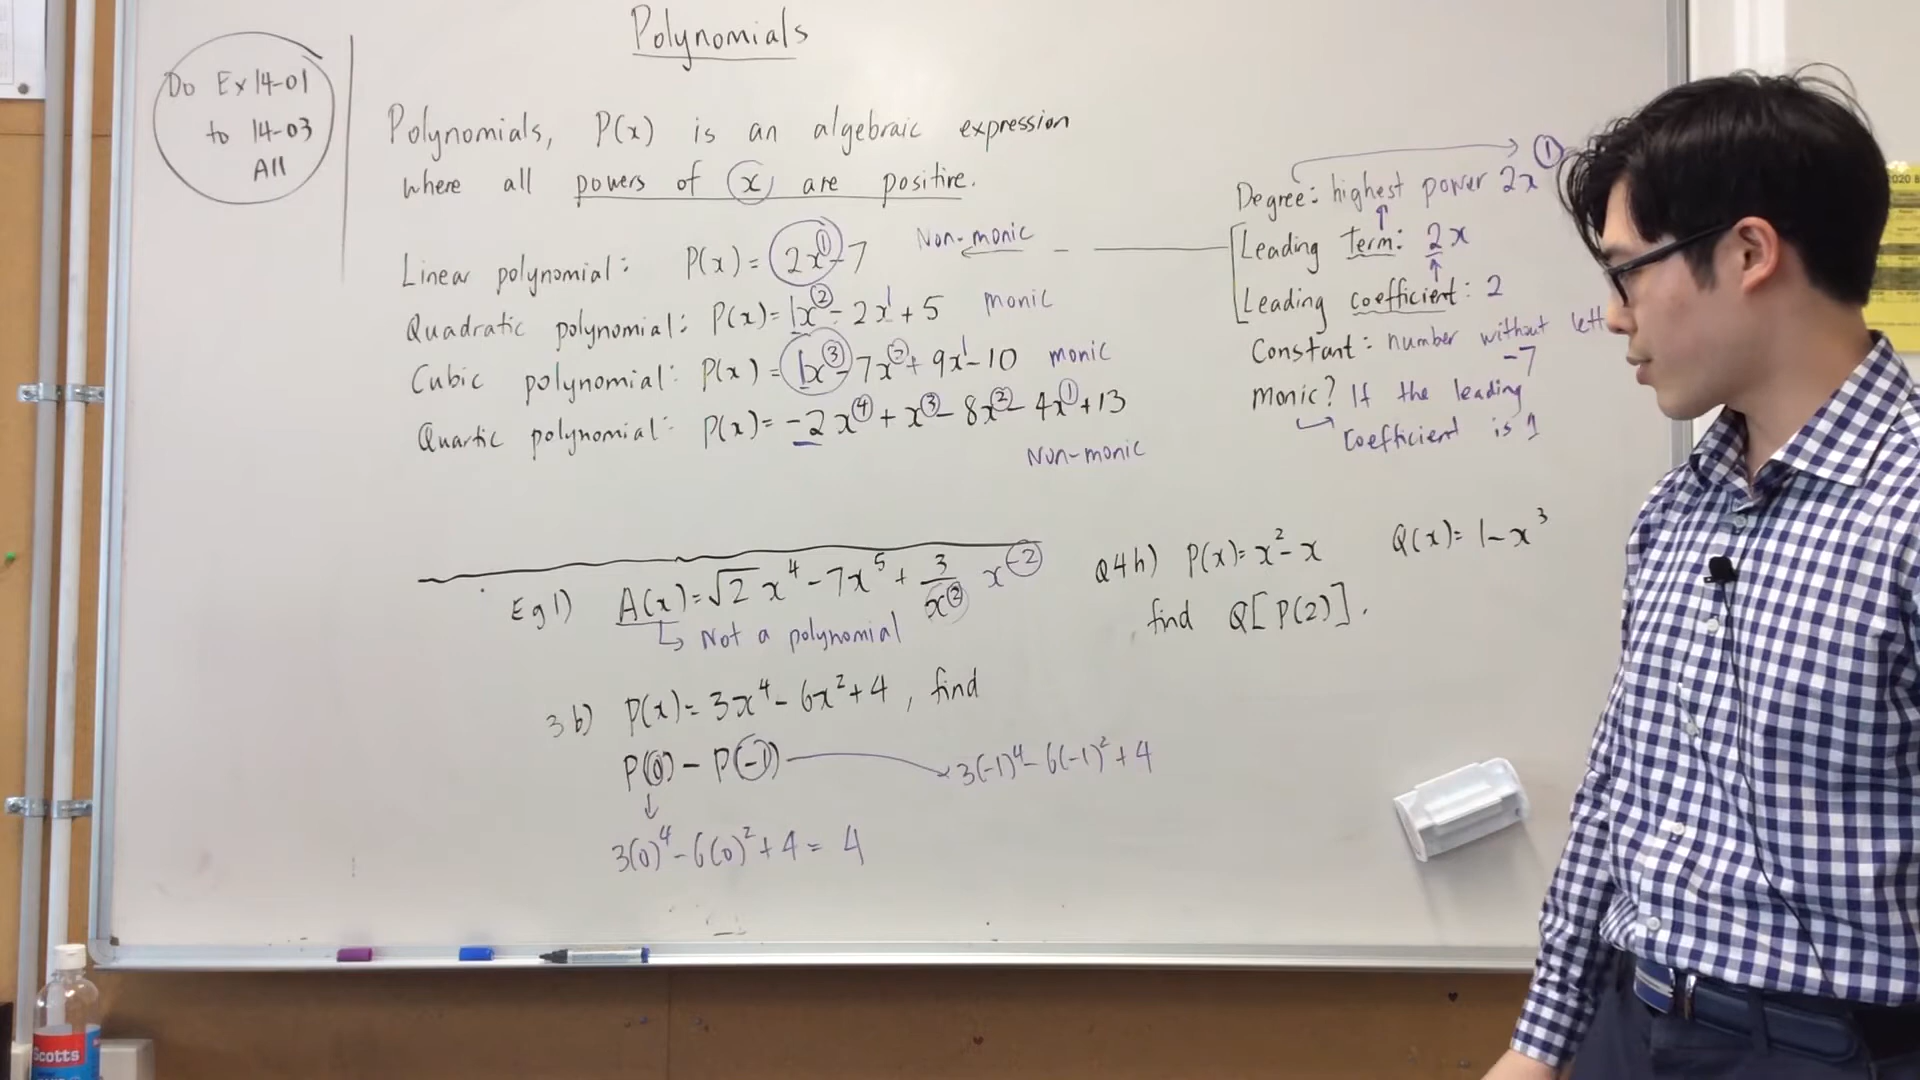 Polynomials
Do Ex 14-01
to 14-03
All
Polynomials, P(x) is an algebraic expression
where all powers of x are positive.
Linear polynomial: P(x) = 2x¹ - 7 Non-monic
Quadratic polynomial: P(x) = 1x² - 2x¹ + 5 monic
Cubic polynomial: P(x) = 1x³ - 7x² + 9x¹ - 10 monic
Quartic polynomial: P(x) = -2x⁴ + x³ - 8x² - 4x¹ + 13
Non-monic
Degree: highest power 2x¹
Leading term: 2x
Leading coefficient: 2
Constant: number without
-7
monic? If the leading
coefficient is 1
Eg 1) A(x) = √2 x⁴ - 7x⁵ + 3/x² x⁻²
↳ Not a polynomial
3 b) P(x) = 3x⁴ - 6x² + 4 , find
P(0) - P(-1) → 3(-1)⁴ - 6(-1)² + 4
↓
3(0)⁴ - 6(0)² + 4 = 4
Q4h) P(x) = x² - x Q(x) = 1 - x³
find Q[P(2)].
2020
Scotts